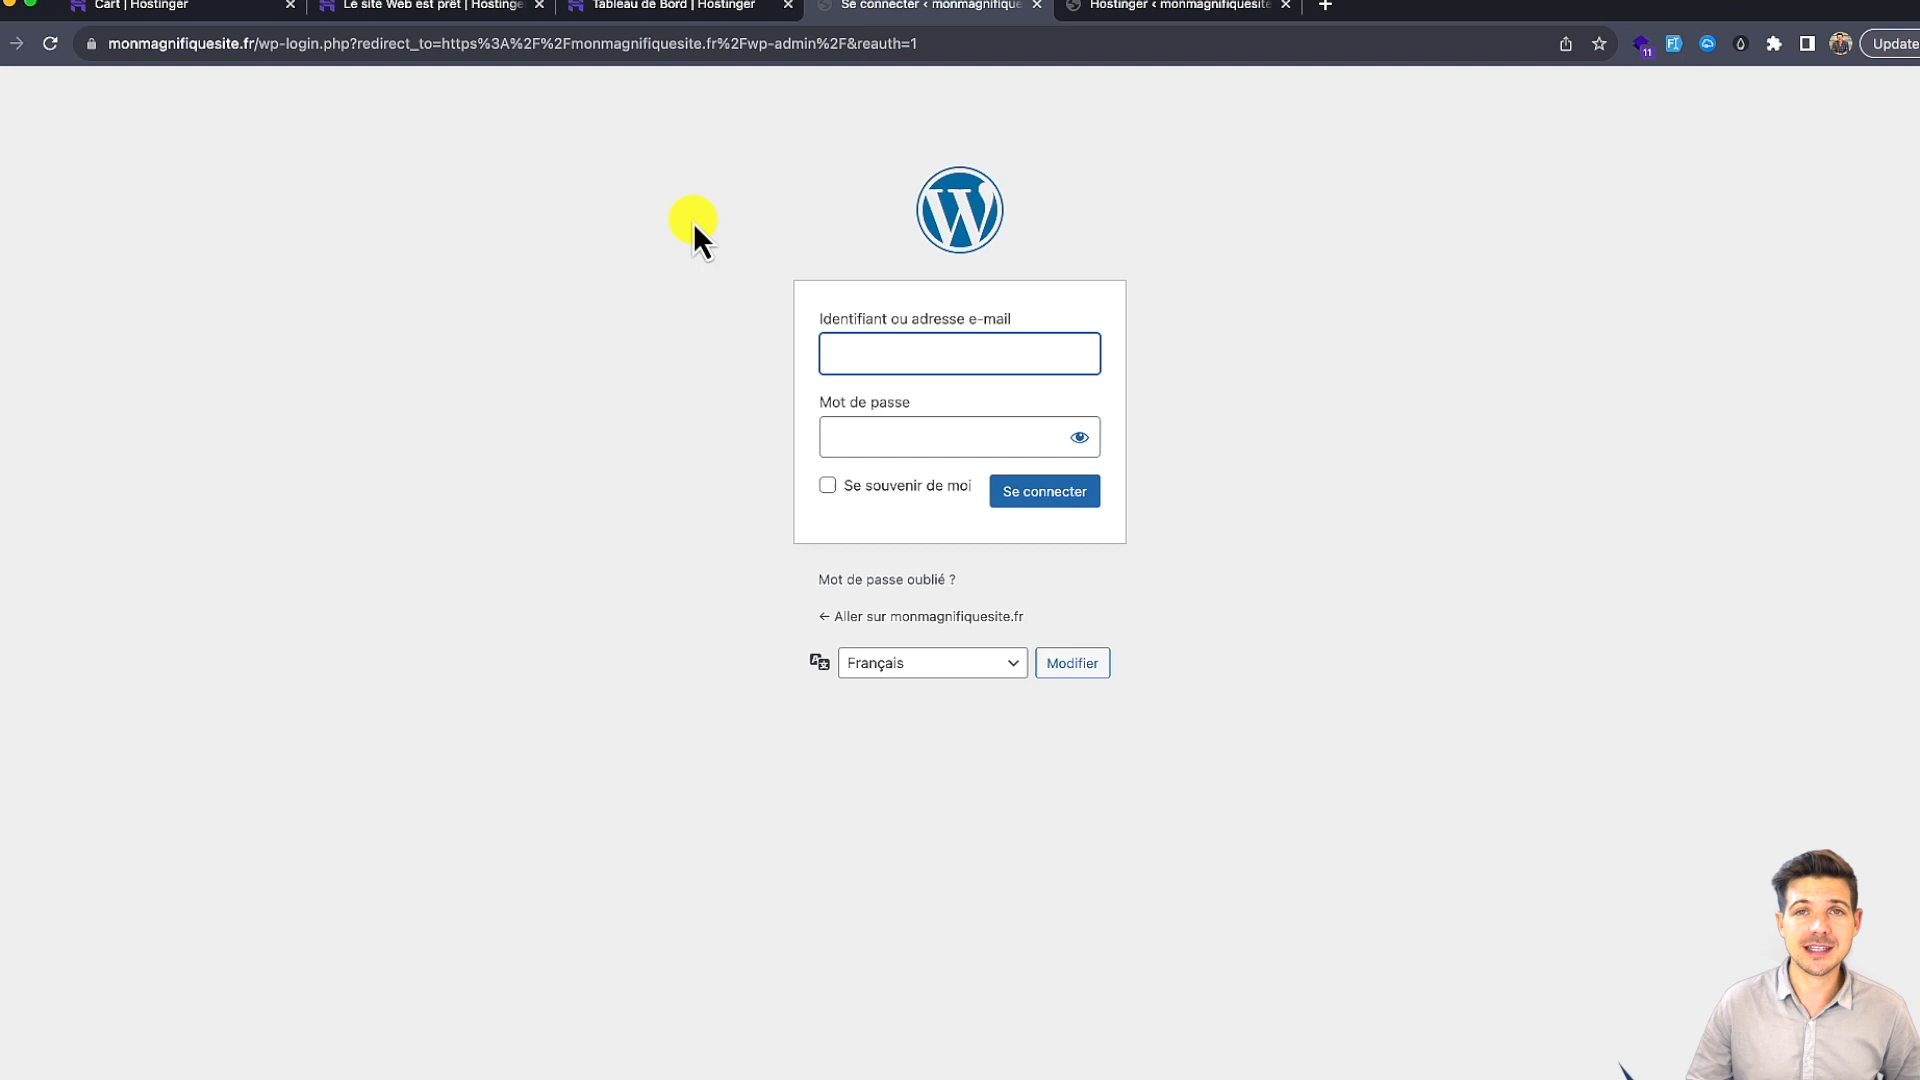 Cart | Hostinger
Le site Web est prêt | Hostinge
Tableau de Bord | Hostinger
Se connecter ‹ monmagnifique
Hostinger ‹ monmagnifiquesite
monmagnifiquesite.fr/wp-login.php?redirect_to=https%3A%2F%2Fmonmagnifiquesite.fr%2Fwp-admin%2F&reauth=1
11
Update
Identifiant ou adresse e-mail
Mot de passe
Se souvenir de moi
Se connecter
Mot de passe oublié ?
← Aller sur monmagnifiquesite.fr
Français
Modifier